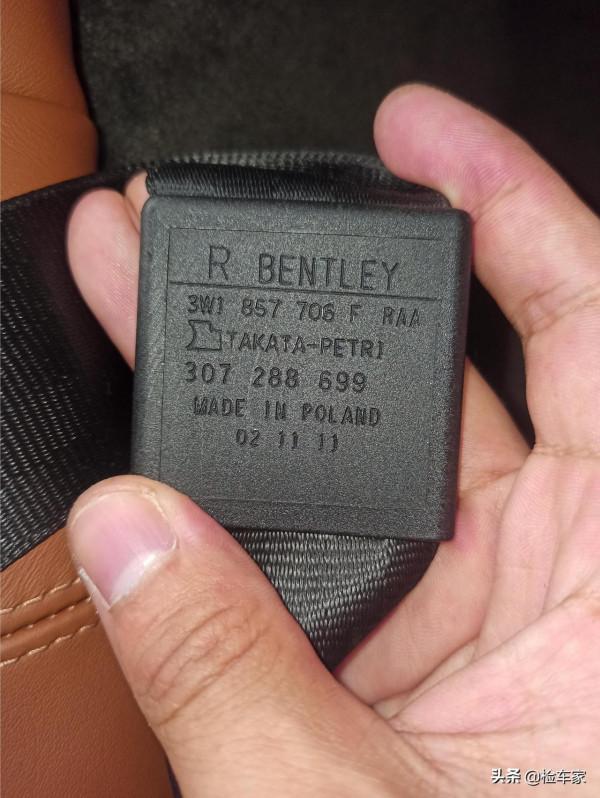 R BENTLEY
3W1 857 706 F RAA
TAKATA-PETRI
307 288 699
MADE IN POLAND
02 11 11
头条 @检车家